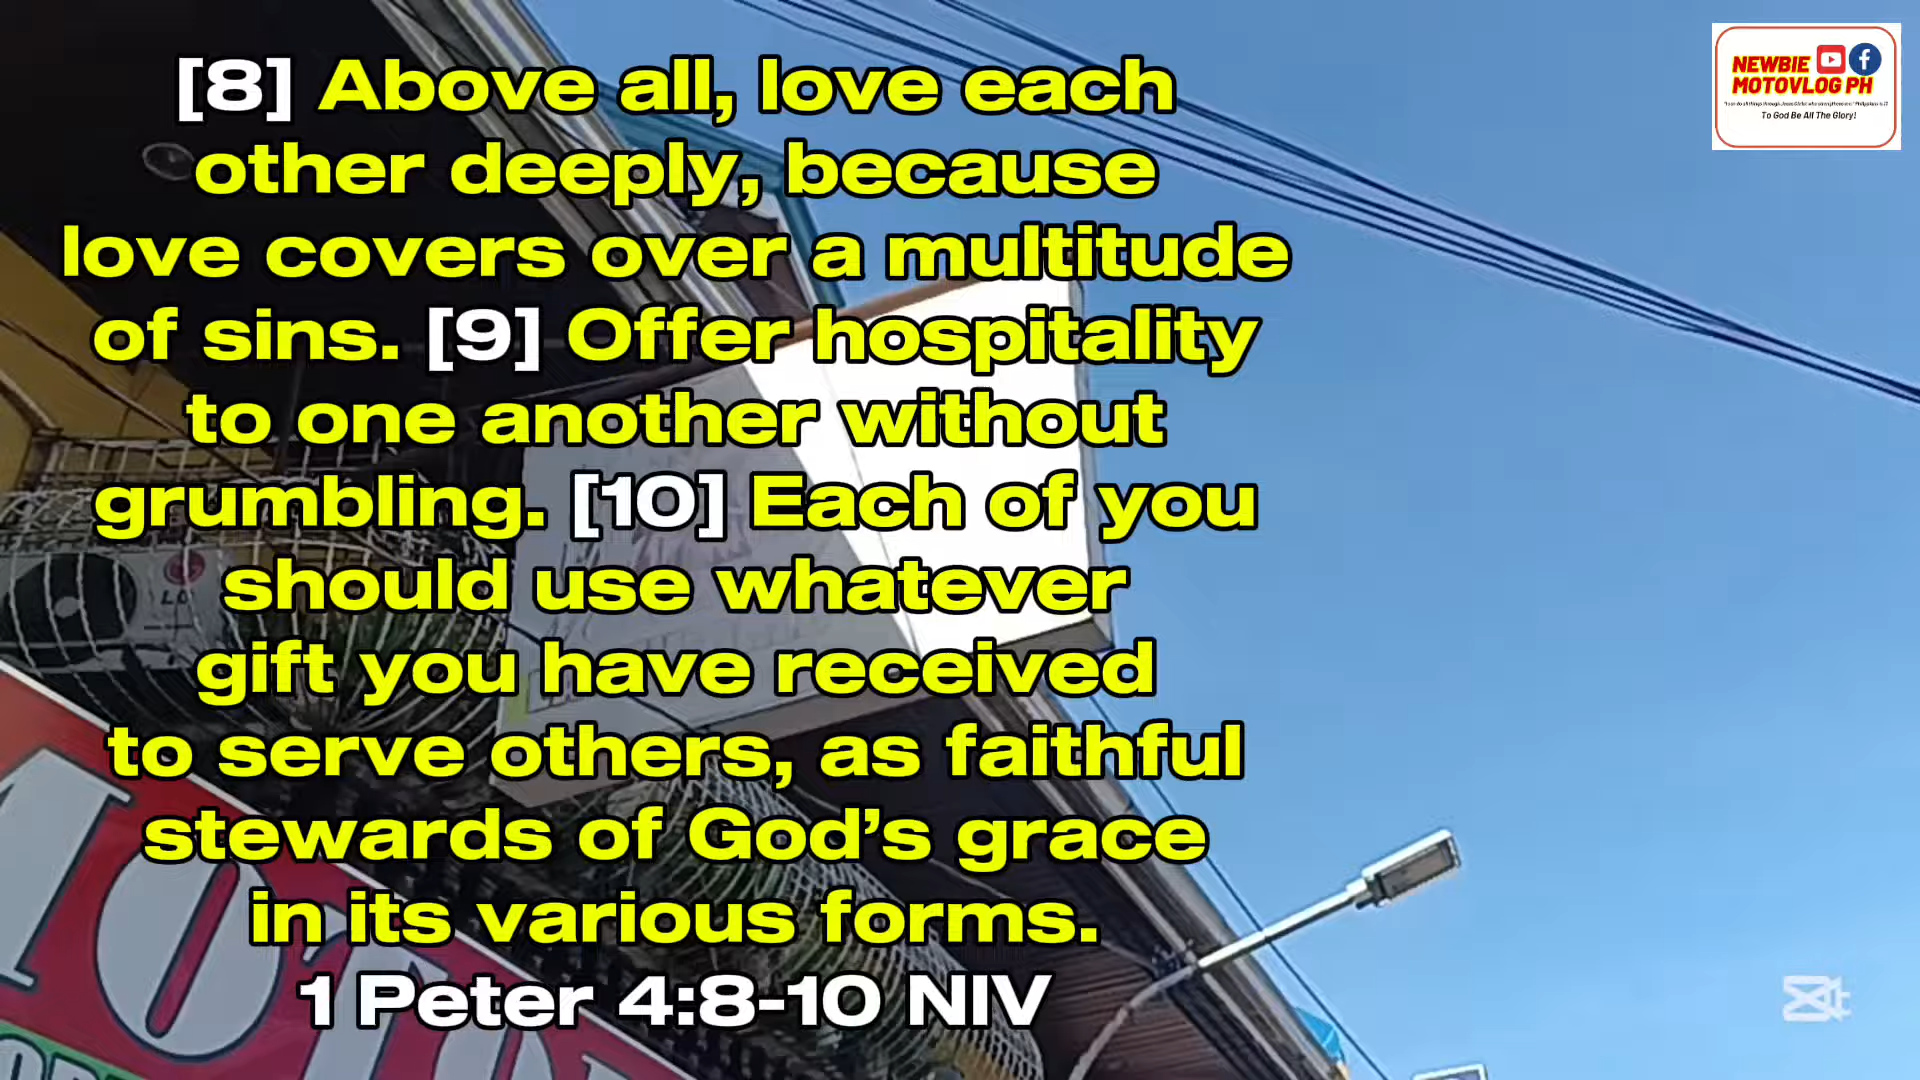 [8] Above all, love each
other deeply, because
love covers over a multitude
of sins. [9] Offer hospitality
to one another without
grumbling. [10] Each of you
should use whatever
gift you have received
to serve others, as faithful
stewards of God’s grace
in its various forms.
1 Peter 4:8-10 NIV
NEWBIE
MOTOVLOG PH
To God Be All The Glory!